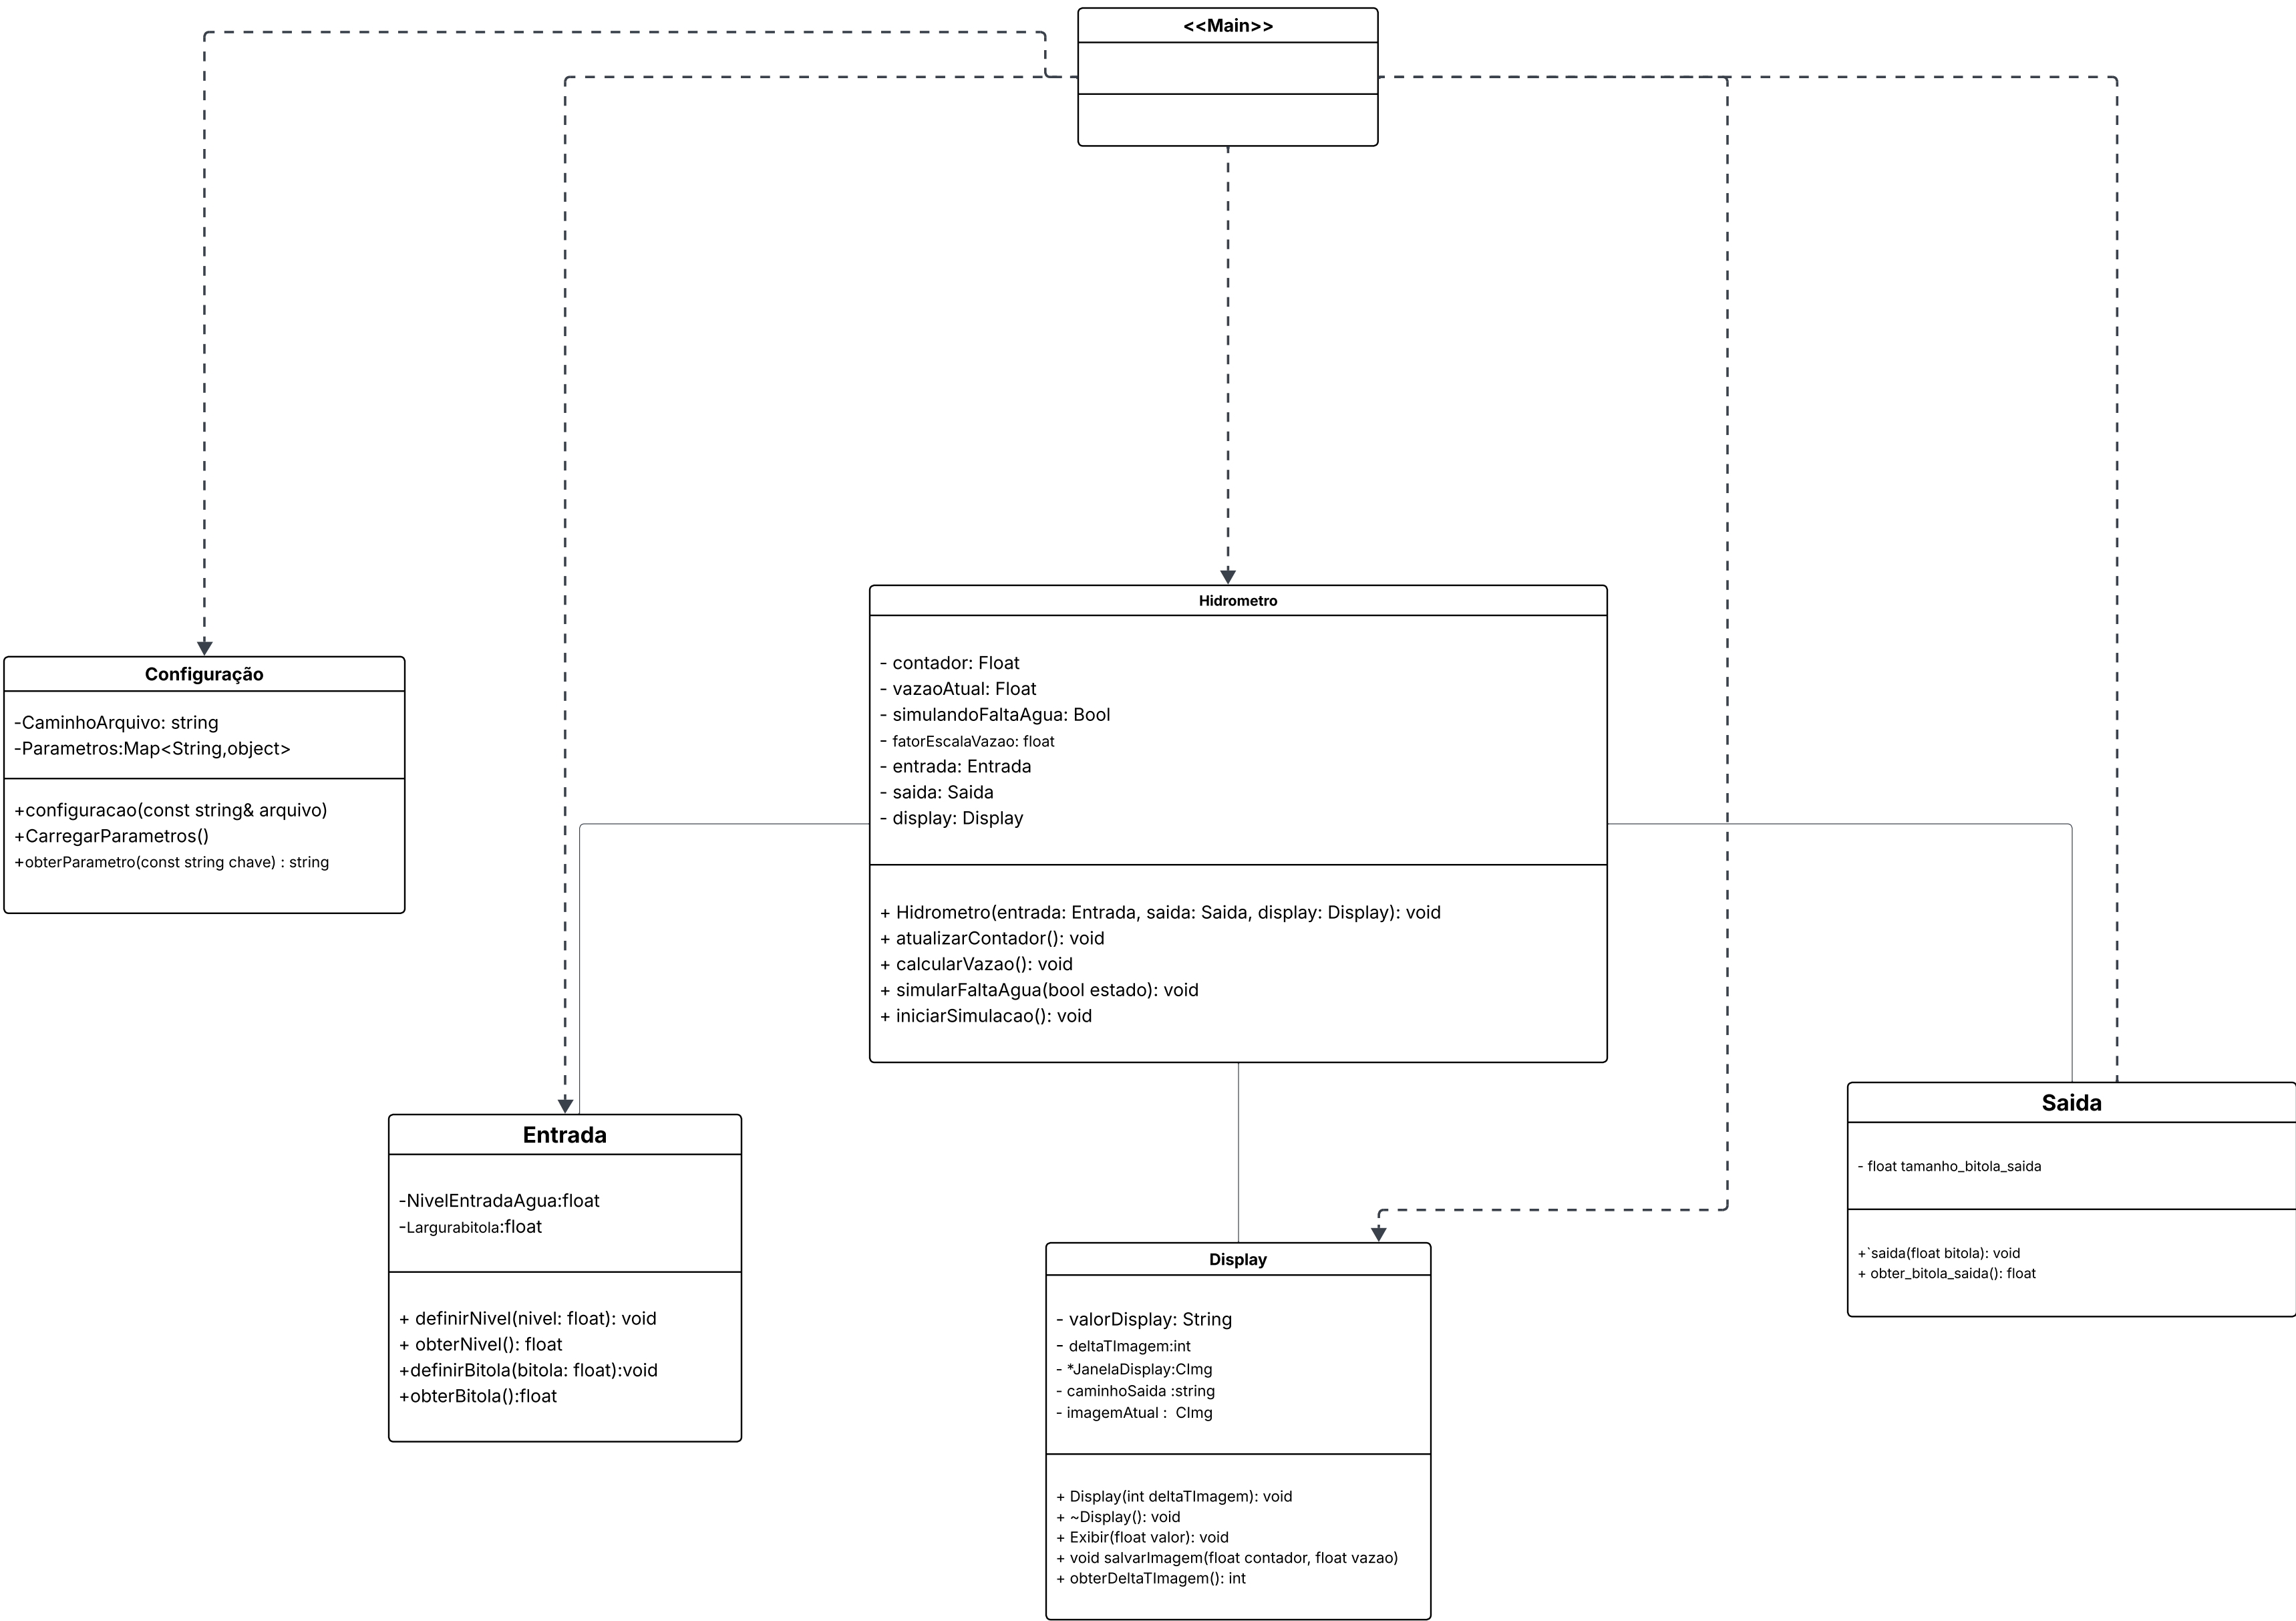 <<Main>>
Hidrometro
- contador: Float
- vazaoAtual: Float
- simulandoFaltaAgua: Bool
- fatorEscalaVazao: float
- entrada: Entrada
- saida: Saida
- display: Display
+ Hidrometro(entrada: Entrada, saida: Saida, display: Display): void
+ atualizarContador(): void
+ calcularVazao(): void
+ simularFaltaAgua(bool estado): void
+ iniciarSimulacao(): void
Configuração
-CaminhoArquivo: string
-Parametros:Map<String,object>
+configuracao(const string& arquivo)
+CarregarParametros()
+obterParametro(const string chave) : string
Entrada
-NivelEntradaAgua:float
-Largurabitola:float
+ definirNivel(nivel: float): void
+ obterNivel(): float
+definirBitola(bitola: float):void
+obterBitola():float
Display
- valorDisplay: String
- deltaTImagem:int
- *JanelaDisplay:CImg
- caminhoSaida :string
- imagemAtual :  CImg
+ Display(int deltaTImagem): void
+ ~Display(): void
+ Exibir(float valor): void
+ void salvarImagem(float contador, float vazao)
+ obterDeltaTImagem(): int
Saida
- float tamanho_bitola_saida
+`saida(float bitola): void
+ obter_bitola_saida(): float